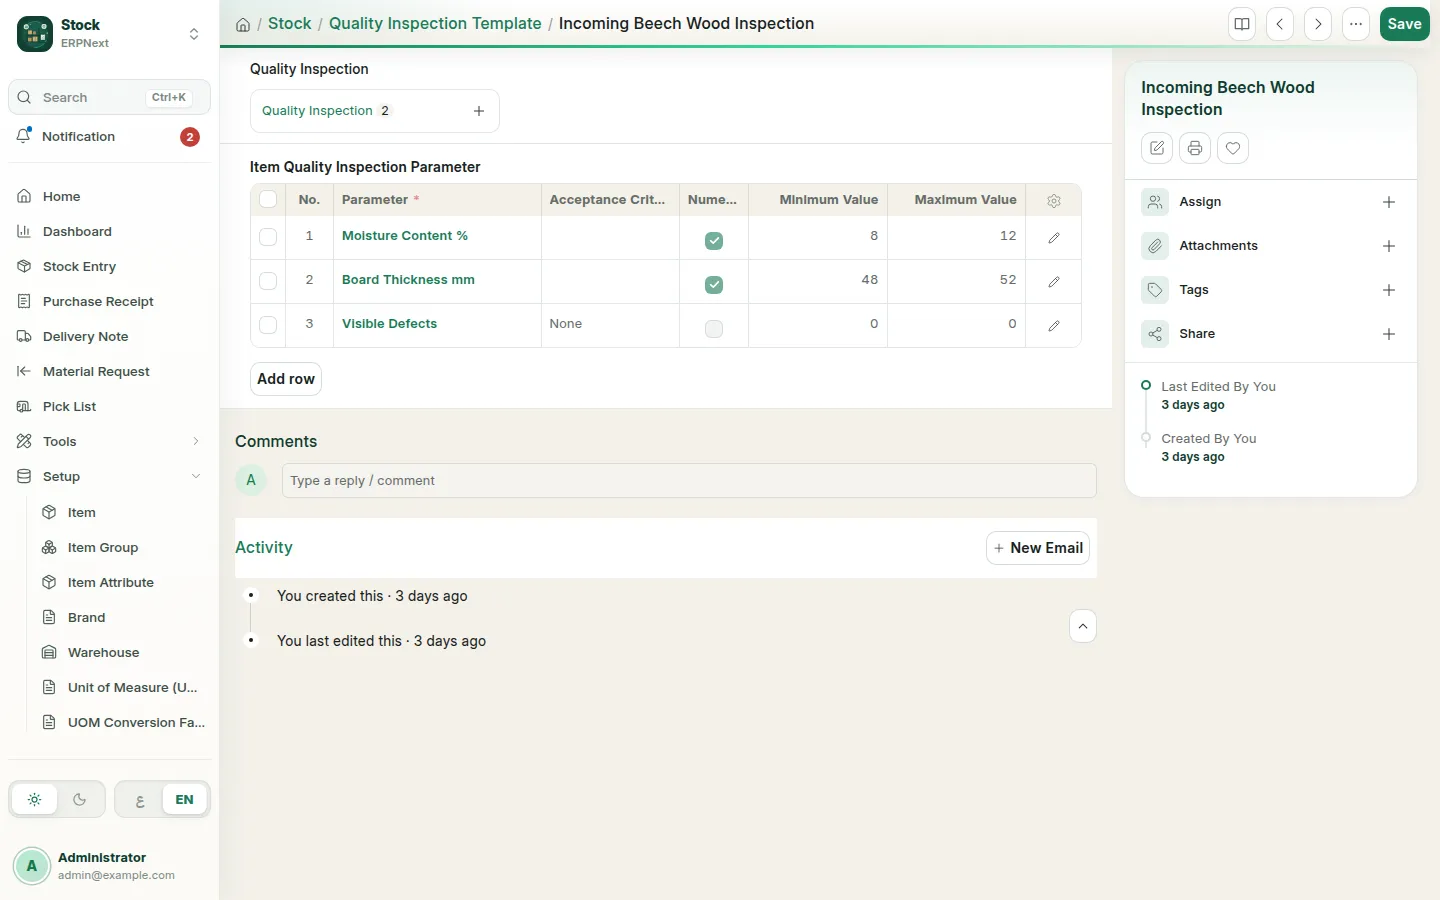 Stock
ERPNext
Search
Ctrl+K
Notification
2
Home
Dashboard
Stock Entry
Purchase Receipt
Delivery Note
Material Request
Pick List
Tools
Setup
Item
Item Group
Item Attribute
Brand
Warehouse
Unit of Measure (U...
UOM Conversion Fa...
ع
EN
A
Administrator
admin@example.com
/ Stock / Quality Inspection Template / Incoming Beech Wood Inspection
Save
Quality Inspection
Quality Inspection 2
Item Quality Inspection Parameter
No. Parameter * Acceptance Crit... Nume... Minimum Value Maximum Value
1 Moisture Content % 8 12
2 Board Thickness mm 48 52
3 Visible Defects None 0 0
Add row
Comments
A
Type a reply / comment
Activity
New Email
You created this · 3 days ago
You last edited this · 3 days ago
Incoming Beech Wood
Inspection
Assign
Attachments
Tags
Share
Last Edited By You
3 days ago
Created By You
3 days ago